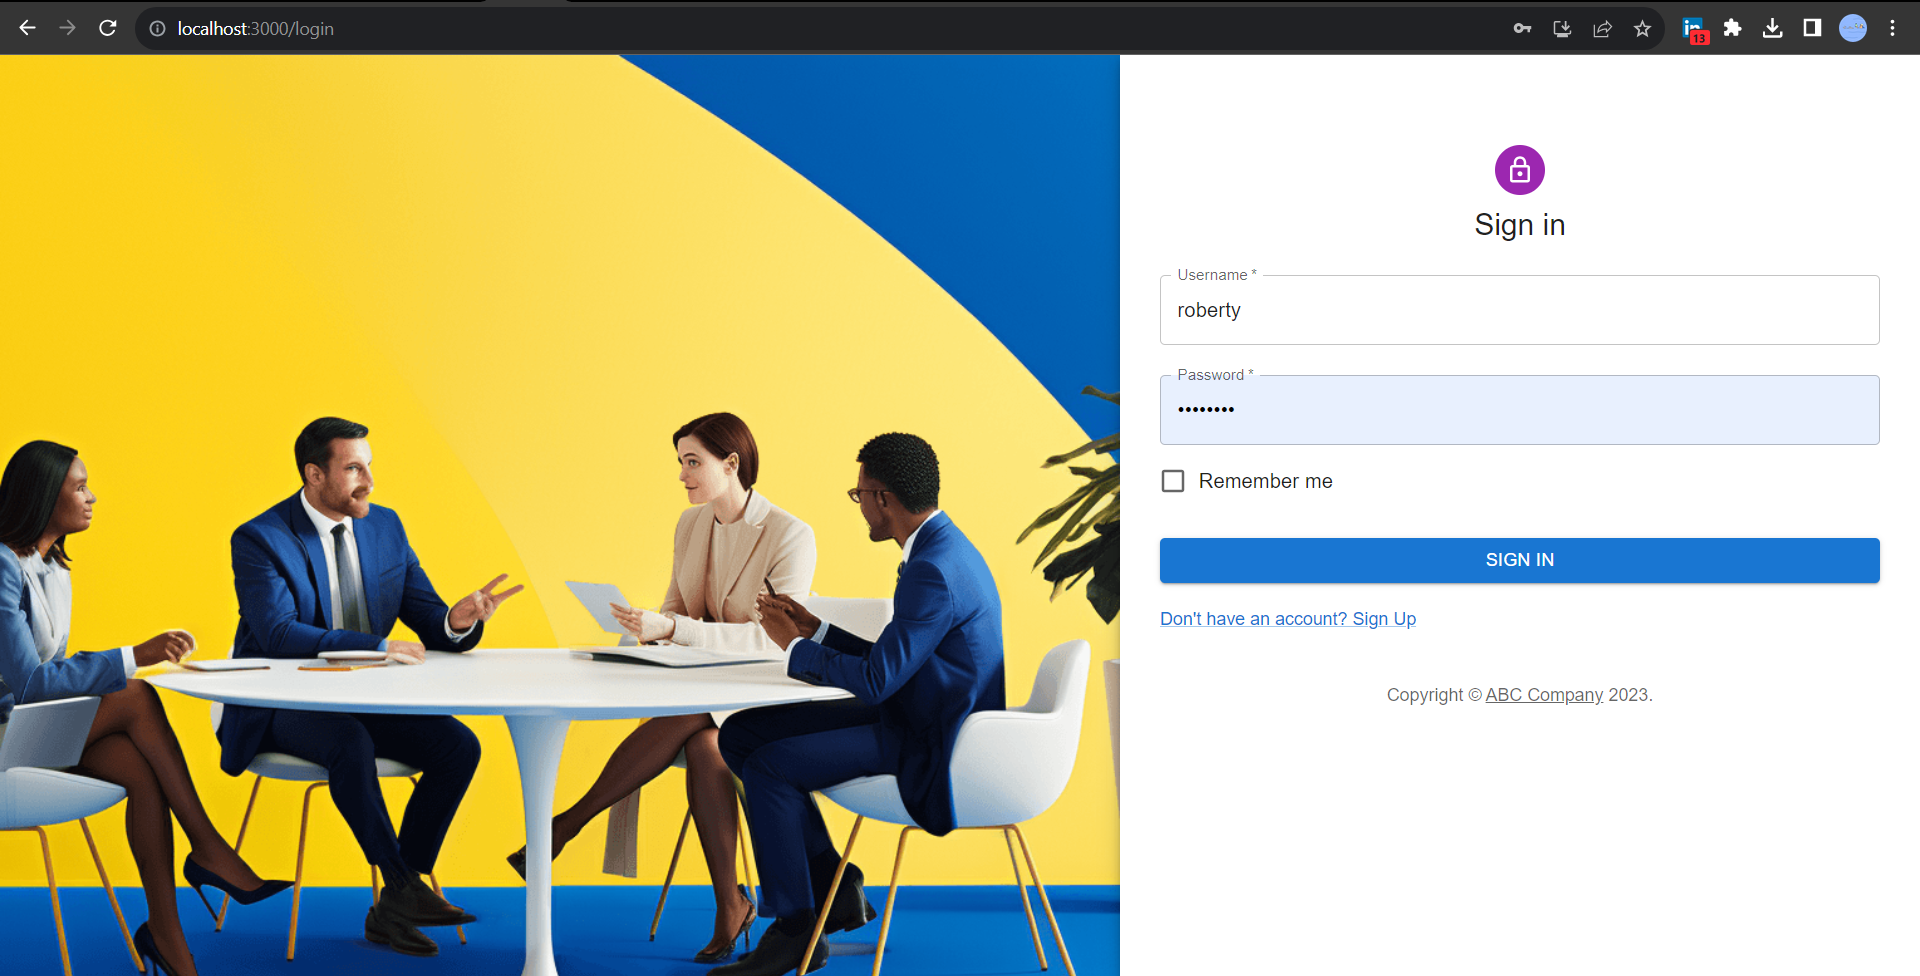 localhost:3000/login
in
13
Sign in
Username *
roberty
Password *
••••••••
Remember me
SIGN IN
Don't have an account? Sign Up
Copyright © ABC Company 2023.